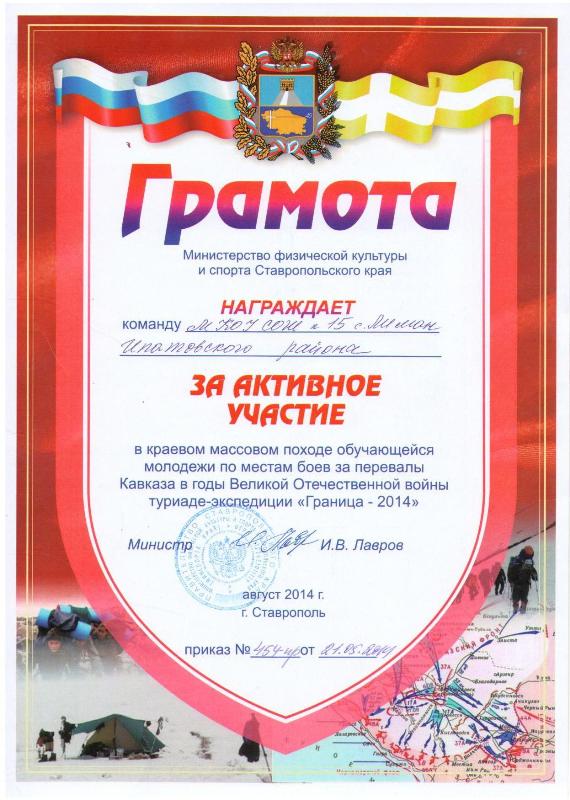 Грамота
Министерство физической культуры
и спорта Ставропольского края
НАГРАЖДАЕТ
команду МКОУ СОШ № 15 с. Лиман
Ипатовского района
ЗА АКТИВНОЕ
УЧАСТИЕ
в краевом массовом походе обучающейся
молодежи по местам боев за перевалы
Кавказа в годы Великой Отечественной войны
туриаде-экспедиции «Граница - 2014»
Министр И.В. Лавров
август 2014 г.
г. Ставрополь
приказ № 454-пр от 21.05.2014